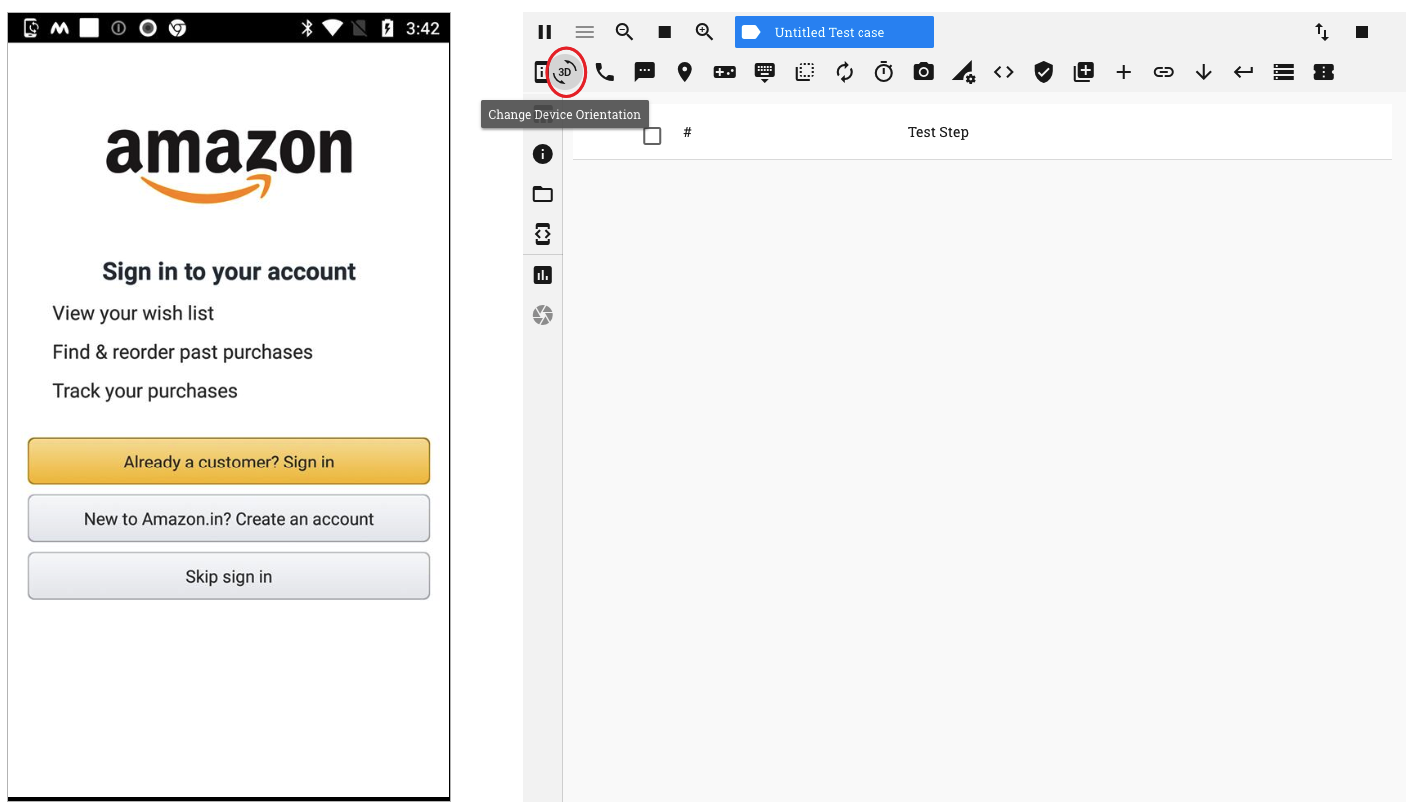 3:42
amazon
Sign in to your account
View your wish list
Find & reorder past purchases
Track your purchases
Already a customer? Sign in
New to Amazon.in? Create an account
Skip sign in
Untitled Test case
3D
Change Device Orientation
# Test Step